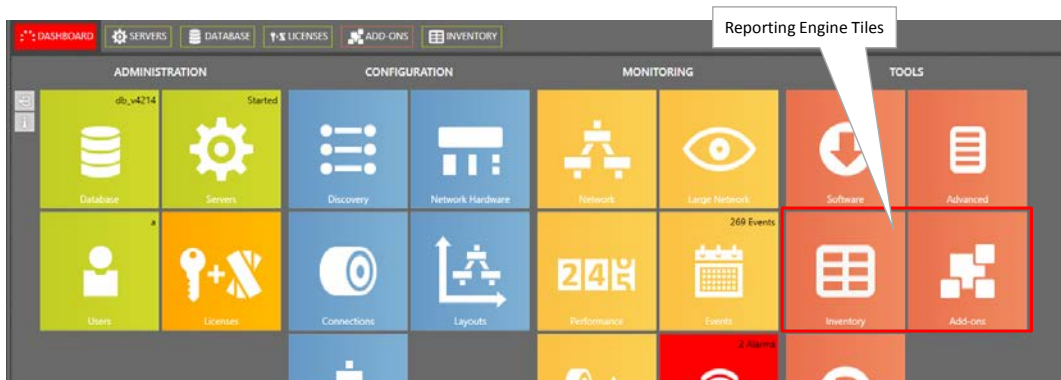 Reporting Engine Tiles
DASHBOARD
SERVERS
DATABASE
LICENSES
ADD-ONS
INVENTORY
ADMINISTRATION
CONFIGURATION
MONITORING
TOOLS
db_v4214
Started
Database
Servers
Discovery
Network Hardware
Network
Large Network
Software
Advanced
a
269 Events
245
Users
Licenses
Connections
Layouts
Performance
Events
Inventory
Add-ons
2 Alarms